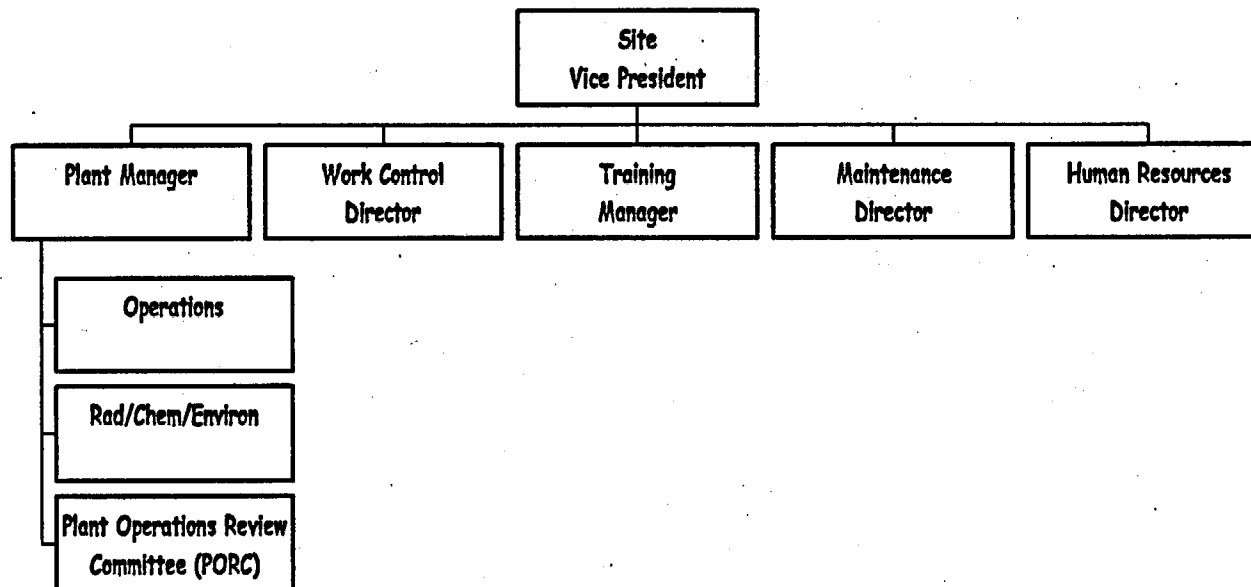 Site
Vice President
Plant Manager
Work Control
Director
Training
Manager
Maintenance
Director
Human Resources
Director
Operations
Rad/Chem/Environ
Plant Operations Review
Committee (PORC)